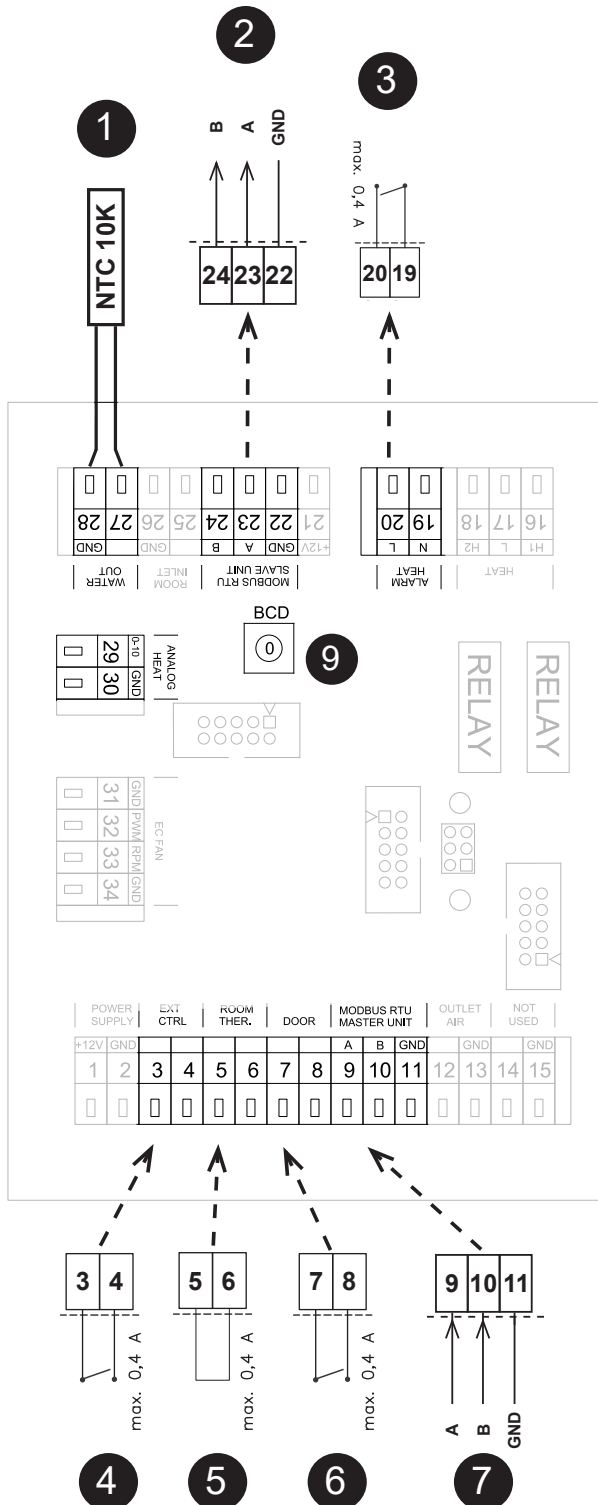 2
3
1
B
A
GND
max. 0,4 A
NTC 10K
24 23 22
20 19
28 27 26 25 24 23 22 21
GND GND B A GND +12V
WATER
OUT
ROOM
INLET
MODBUS RTU
SLAVE UNIT
20 19 18 17 16
L N H2 L H1
HEAT
ALARM
HEAT
BCD
0
9
29 0-10
30 GND
ANALOG
HEAT
RELAY
RELAY
31 GND
32 PWM
33 RPM
34 GND
EC FAN
POWER
SUPPLY
EXT
CTRL
ROOM
THER.
DOOR
MODBUS RTU
MASTER UNIT
OUTLET
AIR
NOT
USED
+12V GND A B GND GND GND
1 2 3 4 5 6 7 8 9 10 11 12 13 14 15
3 4
5 6
7 8
9 10 11
max. 0,4 A
max. 0,4 A
max. 0,4 A
A
B
GND
4
5
6
7